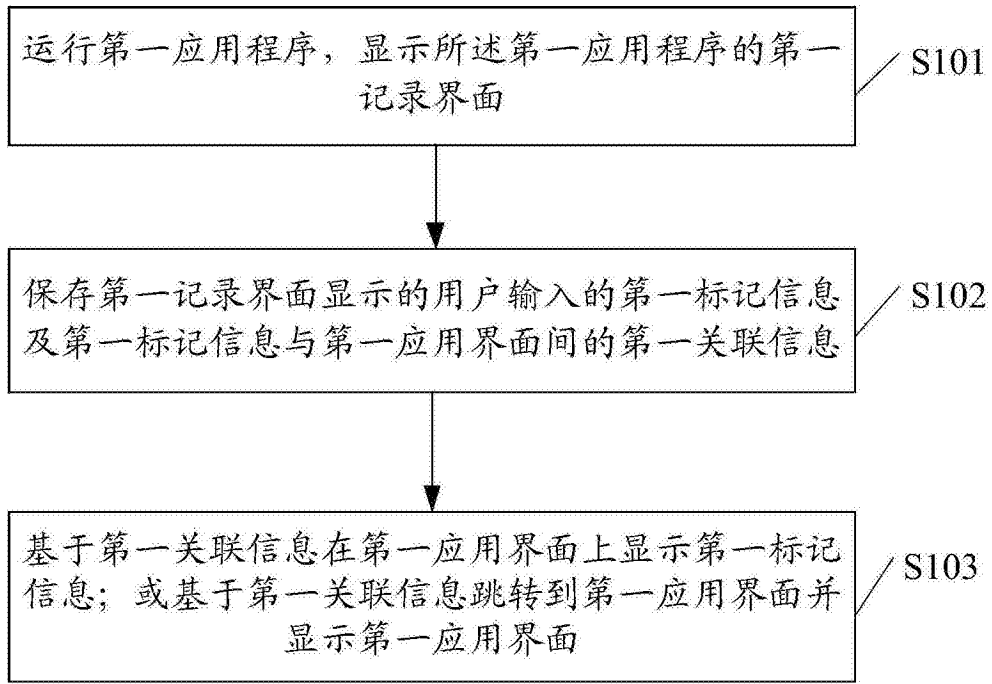 运行第一应用程序，显示所述第一应用程序的第一
记录界面
S101
保存第一记录界面显示的用户输入的第一标记信息
及第一标记信息与第一应用界面间的第一关联信息
S102
基于第一关联信息在第一应用界面上显示第一标记
信息；或基于第一关联信息跳转到第一应用界面并
显示第一应用界面
S103